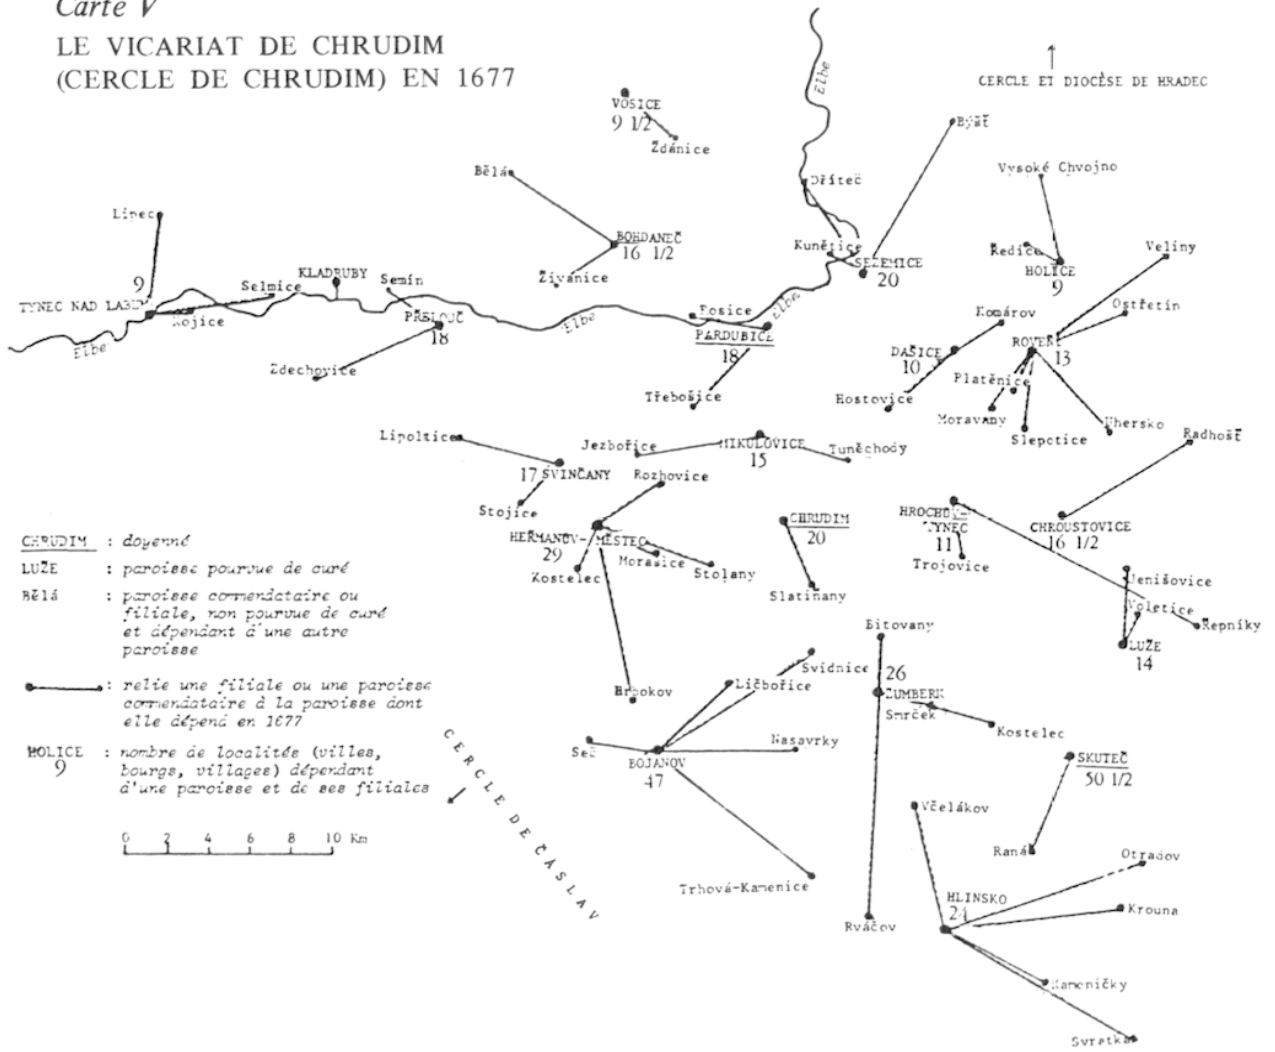 Carte V
LE VICARIAT DE CHRUDIM
(CERCLE DE CHRUDIM) EN 1677
CERCLE ET DIOCÈSE DE HRADEC
Elbe
VOSICE
9 1/2
Ždánice
Býšť
Bělá
Vysoké Chvojno
Dříteč
Lipec
BOHDANEČ
16 1/2
Živanice
Kunětice
SEZEMICE
20
Redice
HOLICE
9
Veliny
9
TYNEC NAD LABEM
Kojice
Selmice
KLADRUBY
Semín
PŘELOUČ
18
Elbe
Elbe
Elbe
Rosice
PARDUBICE
18
Komárov
Ostřetín
DAŠICE
10
ROVEŇ
13
Zdechovice
Platěnice
Třebošice
Hostovice
Moravany
Slepotice
Uhersko
Radhošť
Lipoltice
Jezbořice
MIKULOVICE
15
Tuněchody
17 SVINČANY
Rozhovice
Stojice
HEŘMANŮV-MĚSTEC
29
Morašice
Kostelec
Stolany
CHRUDIM
20
Slatiňany
HROCHŮV-
TÝNEC
11
Trojovice
CHROUSTOVICE
16 1/2
Jenišovice
Voletice
Řepníky
LUŽE
14
CHRUDIM : doyenné
LUŽE : paroisse pourvue de curé
Bělá : paroisse commendataire ou
filiale, non pourvue de curé
et dépendant d'une autre
paroisse
: relie une filiale ou une paroisse
commendataire à la paroisse dont
elle dépend en 1677
HOLICE : nombre de localités (villes,
9 bourgs, villages) dépendant
d'une paroisse et de ses filiales
0 2 4 6 8 10 Km
CERCLE DE ČASLAV
Bitovany
Svidnice
26
Hrbokov
Ličbořice
ŽUMBERK
Smrček
Kostelec
Seč
BOJANOV
47
Nasavrky
SKUTEČ
50 1/2
Včelákov
Raná
Otradov
Trhová-Kamenice
HLINSKO
24
Krouna
Rváčov
Kameničky
Svratka